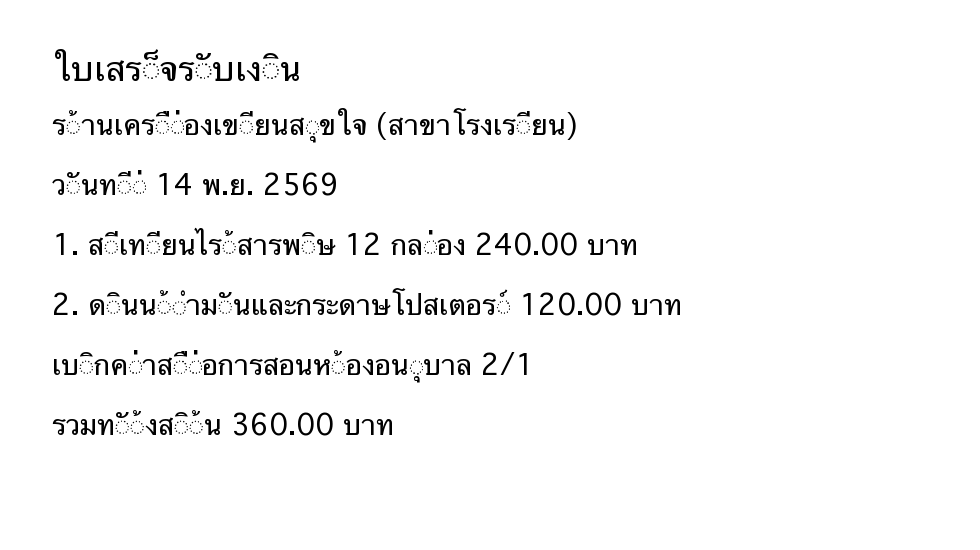 ใบเสร็จรับเงิน
ร้านเครื่องเขียนสุขใจ (สาขาโรงเรียน)
วันที่ 14 พ.ย. 2569
1. สีเทียนไร้สารพิษ 12 กล่อง 240.00 บาท
2. ดินน้ำมันและกระดาษโปสเตอร์ 120.00 บาท
เบิกค่าสื่อการสอนห้องอนุบาล 2/1
รวมทั้งสิ้น 360.00 บาท